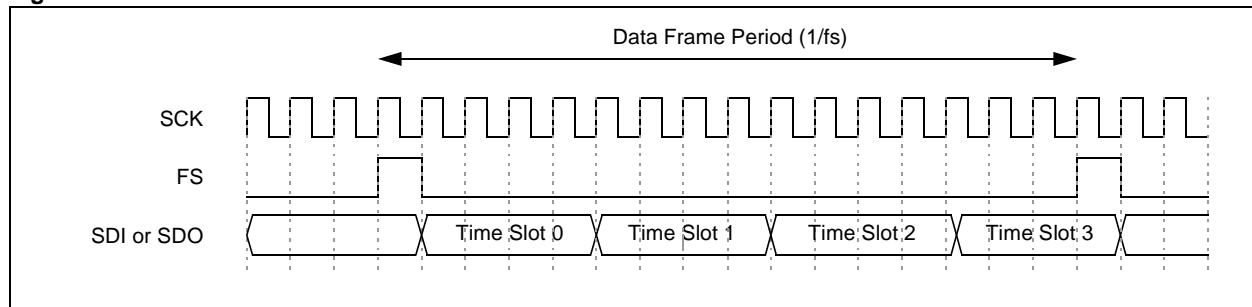 Data Frame Period (1/fs)
SCK
FS
SDI or SDO
Time Slot 0
Time Slot 1
Time Slot 2
Time Slot 3